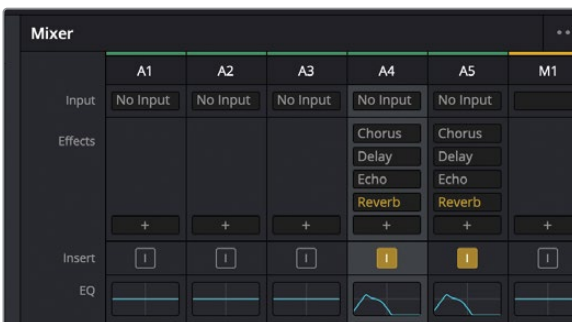 Mixer
A1 A2 A3 A4 A5 M1
Input No Input No Input No Input No Input No Input
Effects Chorus Chorus
Delay Delay
Echo Echo
Reverb Reverb
+ + + + + +
Insert I I I I I I
EQ